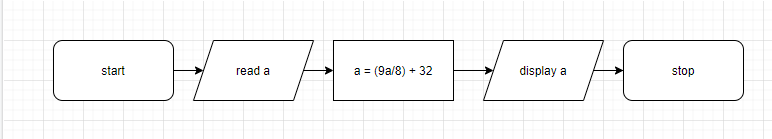 start
read a
a = (9a/8) + 32
display a
stop